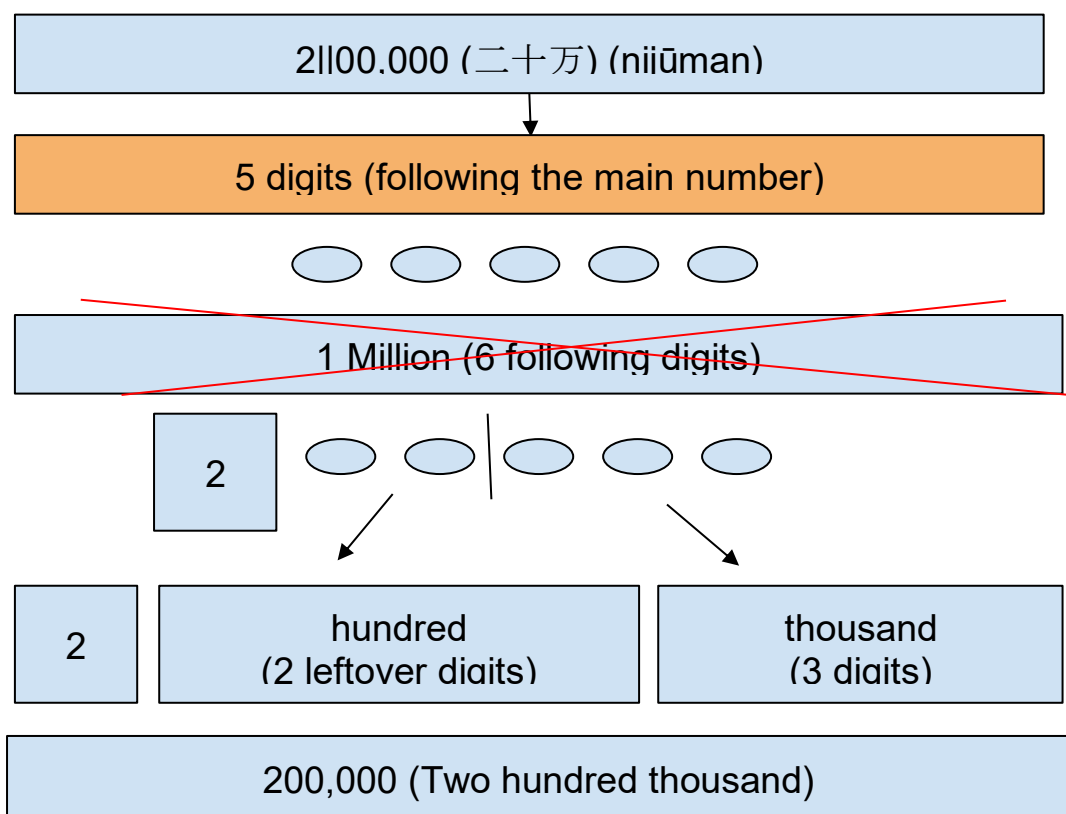 2||00,000 (二十万) (nijūman)
5 digits (following the main number)
1 Million (6 following digits)
2
2
hundred
(2 leftover digits)
thousand
(3 digits)
200,000 (Two hundred thousand)